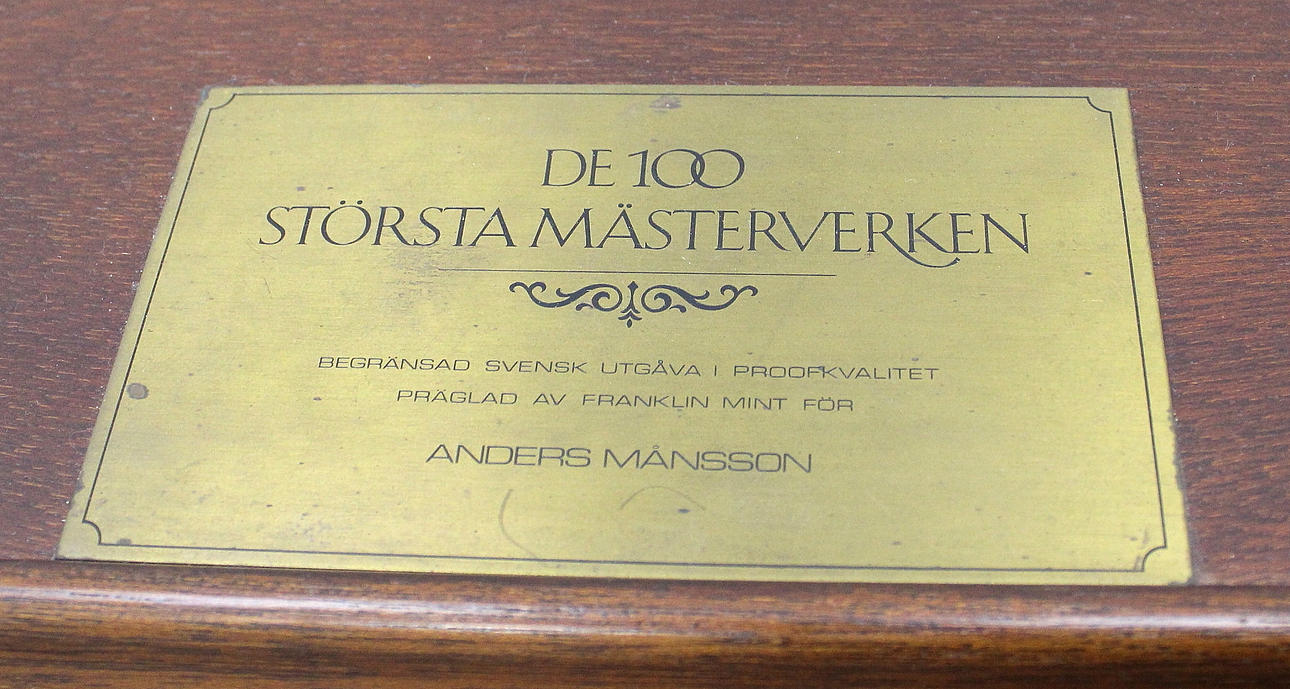 DE 100
STÖRSTA MÄSTERVERKEN
BEGRÄNSAD SVENSK UTGÅVA I PROOFKVALITET
PRÄGLAD AV FRANKLIN MINT FÖR
ANDERS MÅNSSON